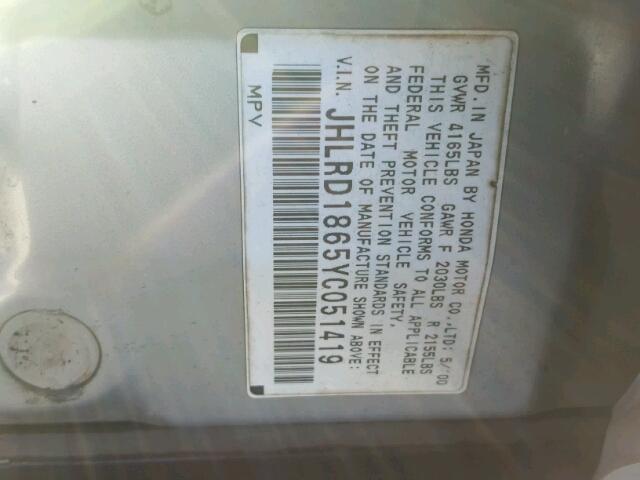 MFD. IN JAPAN BY HONDA MOTOR CO., LTD: 5/'00
GVWR 4165LBS GAWR F 2030LBS R 2155LBS
THIS VEHICLE CONFORMS TO ALL APPLICABLE
FEDERAL MOTOR VEHICLE SAFETY,
AND THEFT PREVENTION STANDARDS IN EFFECT
ON THE DATE OF MANUFACTURE SHOWN ABOVE:
V.I.N. JHLRD1865YC051419
MPV